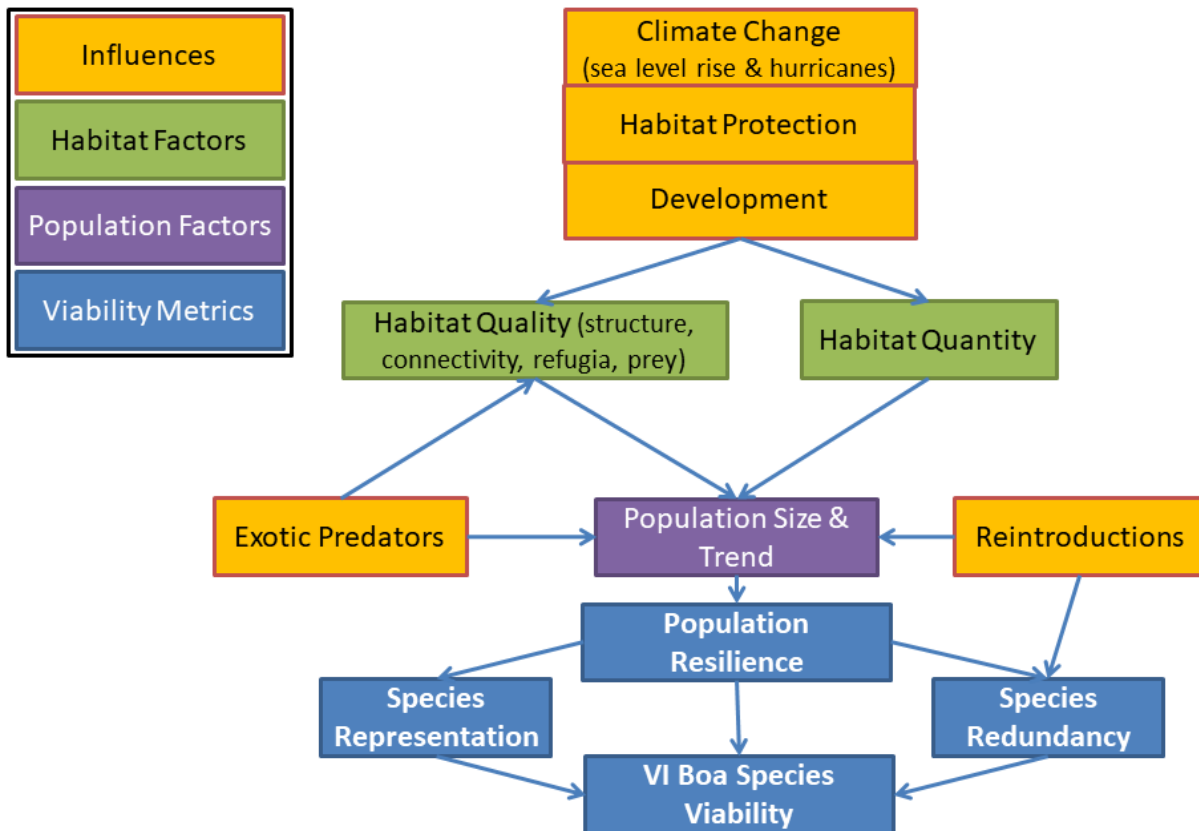 Influences
Habitat Factors
Population Factors
Viability Metrics
Climate Change
(sea level rise & hurricanes)
Habitat Protection
Development
Habitat Quality (structure,
connectivity, refugia, prey)
Habitat Quantity
Exotic Predators
Population Size &
Trend
Reintroductions
Population
Resilience
Species
Representation
Species
Redundancy
VI Boa Species
Viability